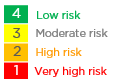 4 Low risk
3 Moderate risk
2 High risk
1 Very high risk